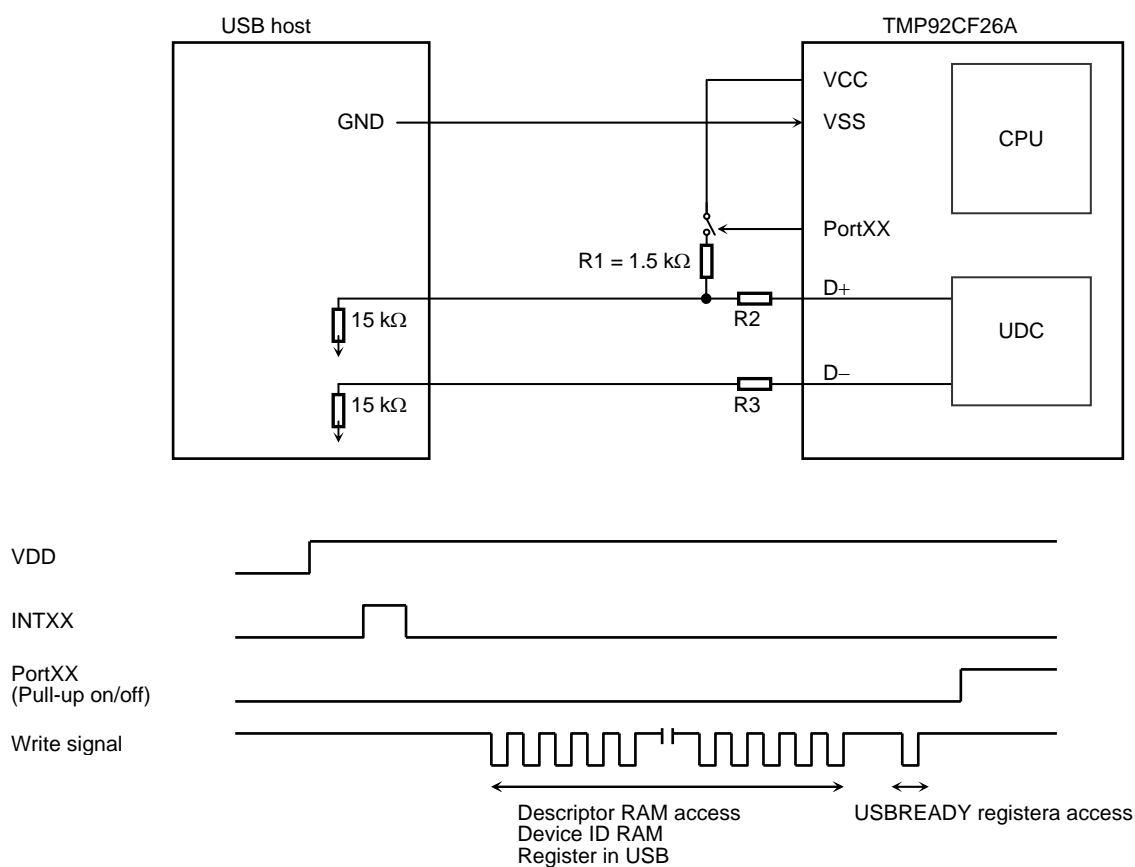 USB host
TMP92CF26A
VCC
GND
VSS
CPU
PortXX
R1 = 1.5 kΩ
D+
15 kΩ
R2
UDC
D−
15 kΩ
R3
VDD
INTXX
PortXX
(Pull-up on/off)
Write signal
Descriptor RAM access
Device ID RAM
Register in USB
USBREADY registera access